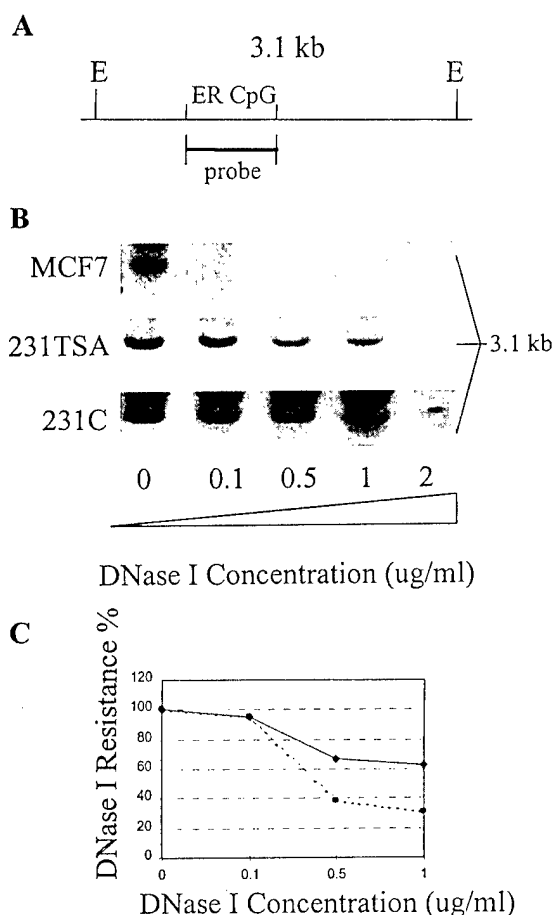 A
3.1 kb
E E
ER CpG
probe
B
MCF7
231TSA
3.1 kb
231C
0 0.1 0.5 1 2
DNase I Concentration (ug/ml)
C
DNase I Resistance %
120
100
80
60
40
20
0
0 0.1 0.5 1
DNase I Concentration (ug/ml)